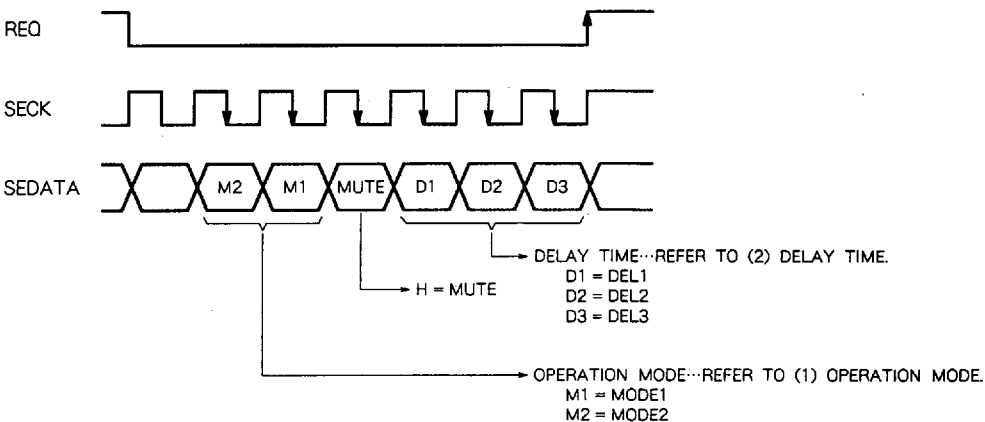 REQ
SECK
SEDATA
M2 M1 MUTE D1 D2 D3
DELAY TIME···REFER TO (2) DELAY TIME.
D1 = DEL1
D2 = DEL2
D3 = DEL3
H = MUTE
OPERATION MODE···REFER TO (1) OPERATION MODE.
M1 = MODE1
M2 = MODE2